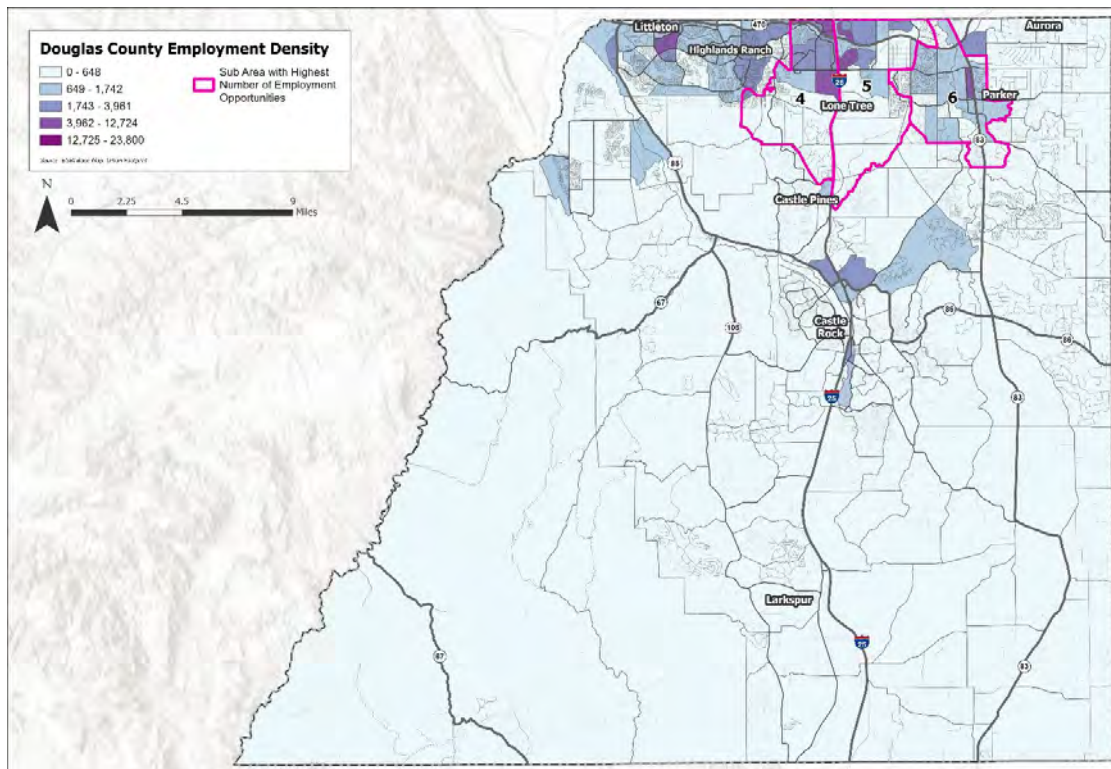 Douglas County Employment Density
0 - 648
649 - 1,742
1,743 - 3,961
3,962 - 12,724
12,725 - 23,800
Sub Area with Highest
Number of Employment
Opportunities
N
0 2.25 4.5 9
Miles
Littleton
470
Aurora
Highlands Ranch
25
4
5
6
Lone Tree
Parker
83
85
Castle Pines
67
105
Castle
Rock
86
86
25
83
Larkspur
25
67
83